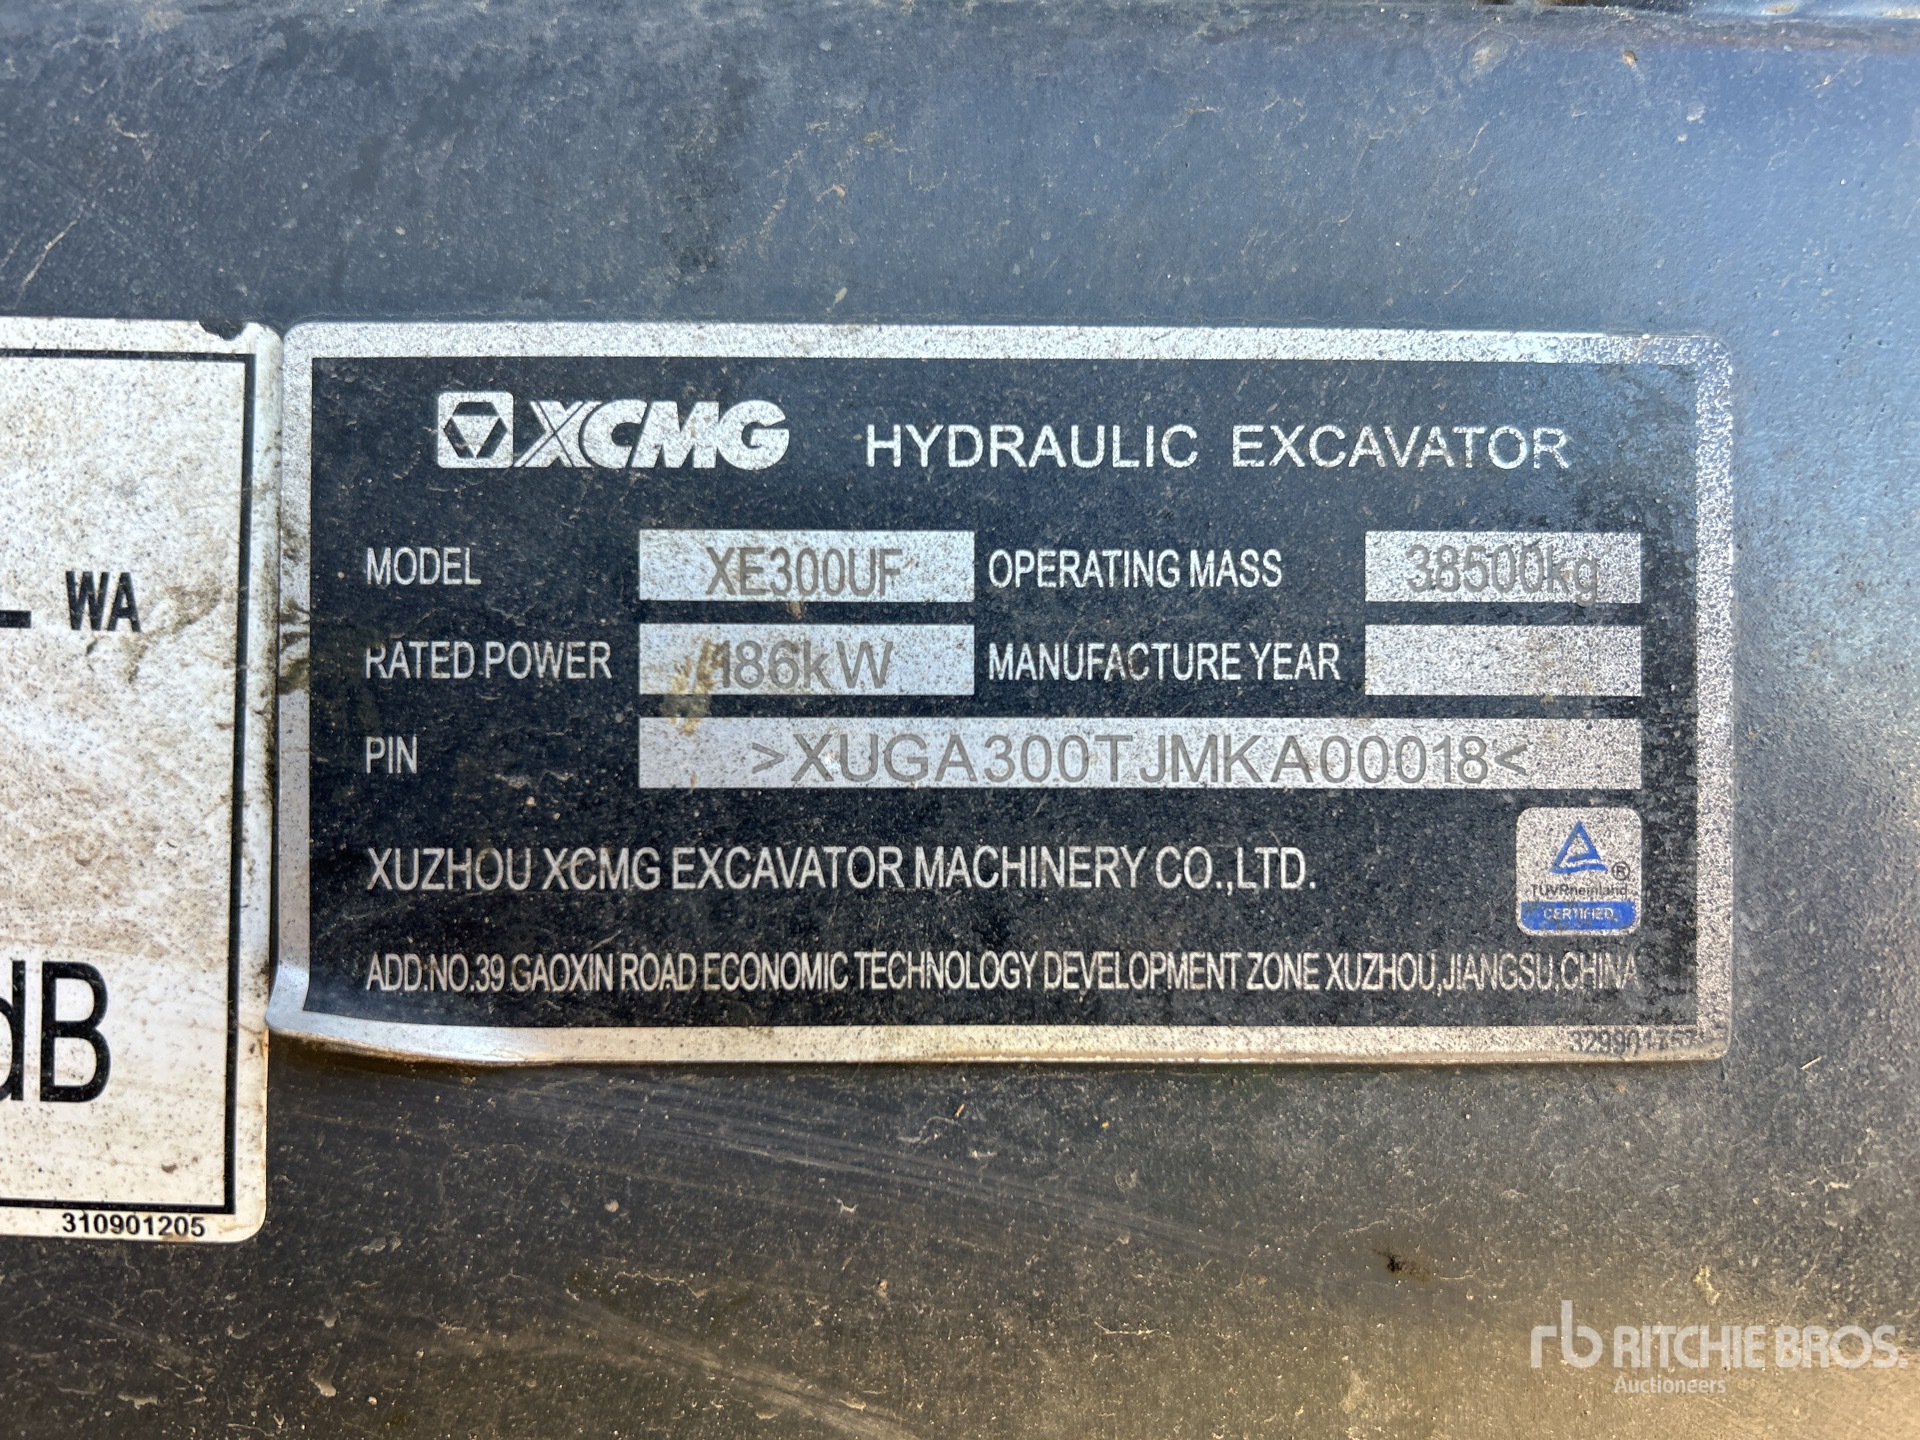 WA
dB
310901205
XCMG HYDRAULIC EXCAVATOR
MODEL XE300UF OPERATING MASS 38500kg
RATED POWER 186kW MANUFACTURE YEAR
PIN >XUGA300TJMKA00018<
XUZHOU XCMG EXCAVATOR MACHINERY CO.,LTD.
TÜVRheinland ®
CERTIFIED
ADD:NO.39 GAOXIN ROAD ECONOMIC TECHNOLOGY DEVELOPMENT ZONE XUZHOU,JIANGSU,CHINA
rb RITCHIE BROS.
Auctioneers